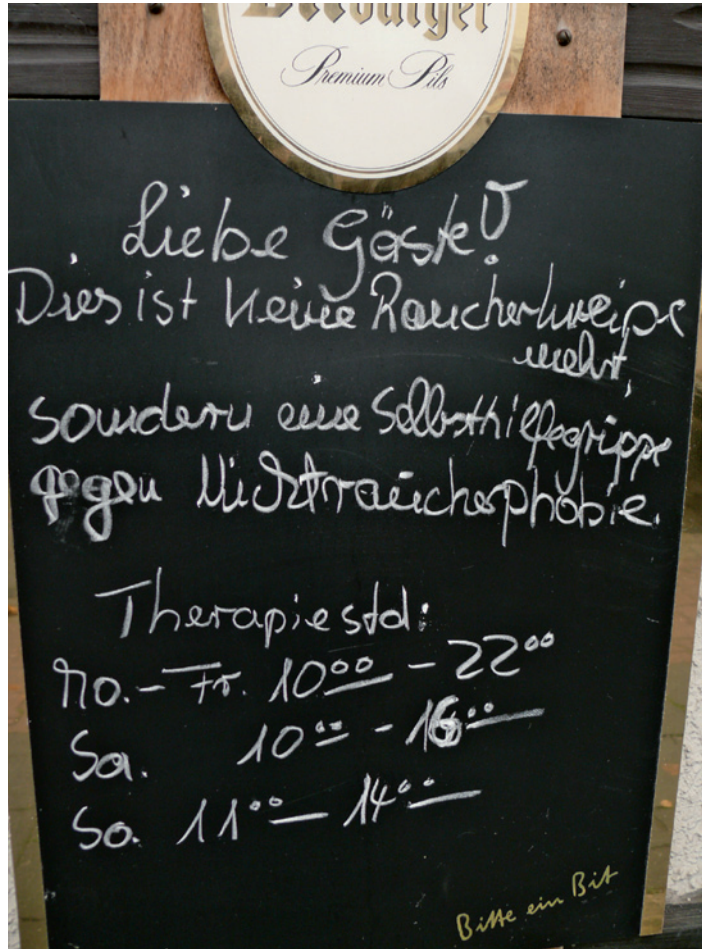 Bitburger
Premium Pils
Liebe Gäste!
Dies ist keine Raucherkneipe
mehr,
sondern eine Selbsthilfegruppe
gegen Nichtraucherphobie.
Therapiestd:
Mo.- Fr. 10⁰⁰ - 22⁰⁰
Sa. 10⁰⁰ - 16⁰⁰
So. 11⁰⁰ - 14⁰⁰
Bitte ein Bit